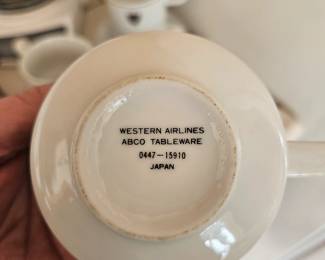 WESTERN AIRLINES
ABCO TABLEWARE
0447-15910
JAPAN